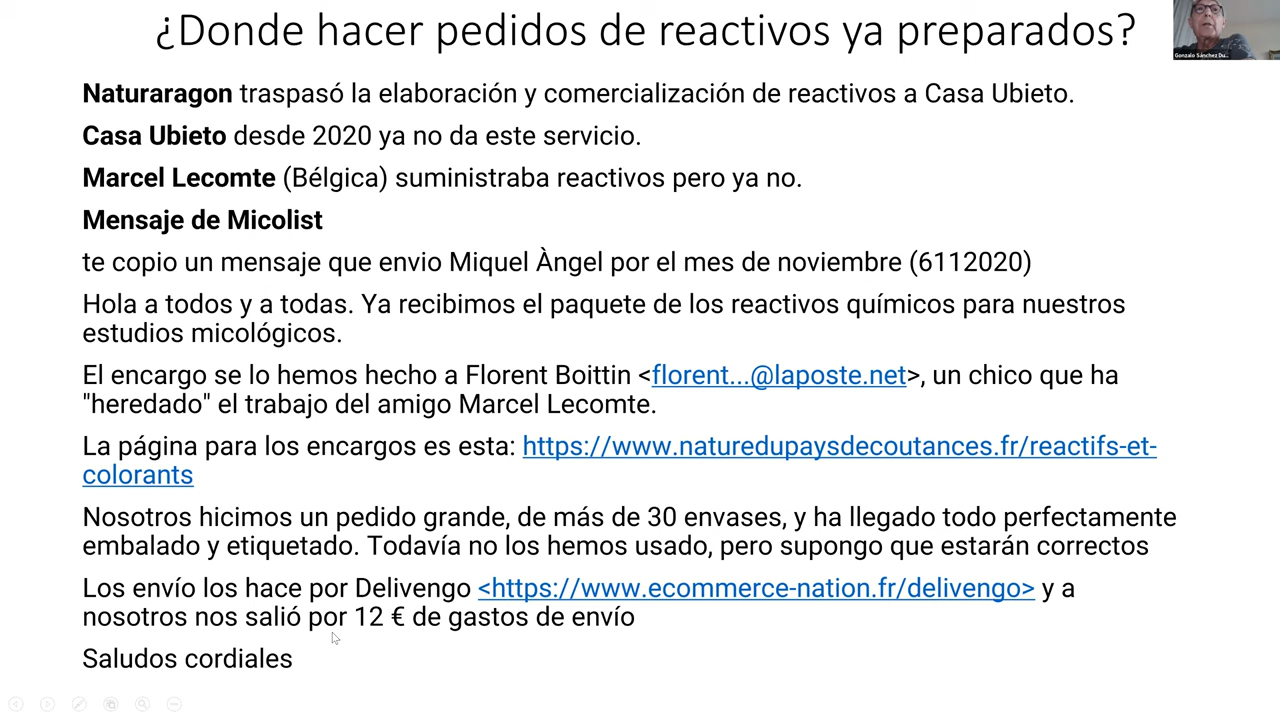 ¿Donde hacer pedidos de reactivos ya preparados?
Gonzalo Sánchez Du...
Naturaragon traspasó la elaboración y comercialización de reactivos a Casa Ubieto.
Casa Ubieto desde 2020 ya no da este servicio.
Marcel Lecomte (Bélgica) suministraba reactivos pero ya no.
Mensaje de Micolist
te copio un mensaje que envio Miquel Àngel por el mes de noviembre (6112020)
Hola a todos y a todas. Ya recibimos el paquete de los reactivos químicos para nuestros
estudios micológicos.
El encargo se lo hemos hecho a Florent Boittin <florent...@laposte.net>, un chico que ha
"heredado" el trabajo del amigo Marcel Lecomte.
La página para los encargos es esta: https://www.naturedupaysdecoutances.fr/reactifs-et-
colorants
Nosotros hicimos un pedido grande, de más de 30 envases, y ha llegado todo perfectamente
embalado y etiquetado. Todavía no los hemos usado, pero supongo que estarán correctos
Los envío los hace por Delivengo <https://www.ecommerce-nation.fr/delivengo> y a
nosotros nos salió por 12 € de gastos de envío
Saludos cordiales